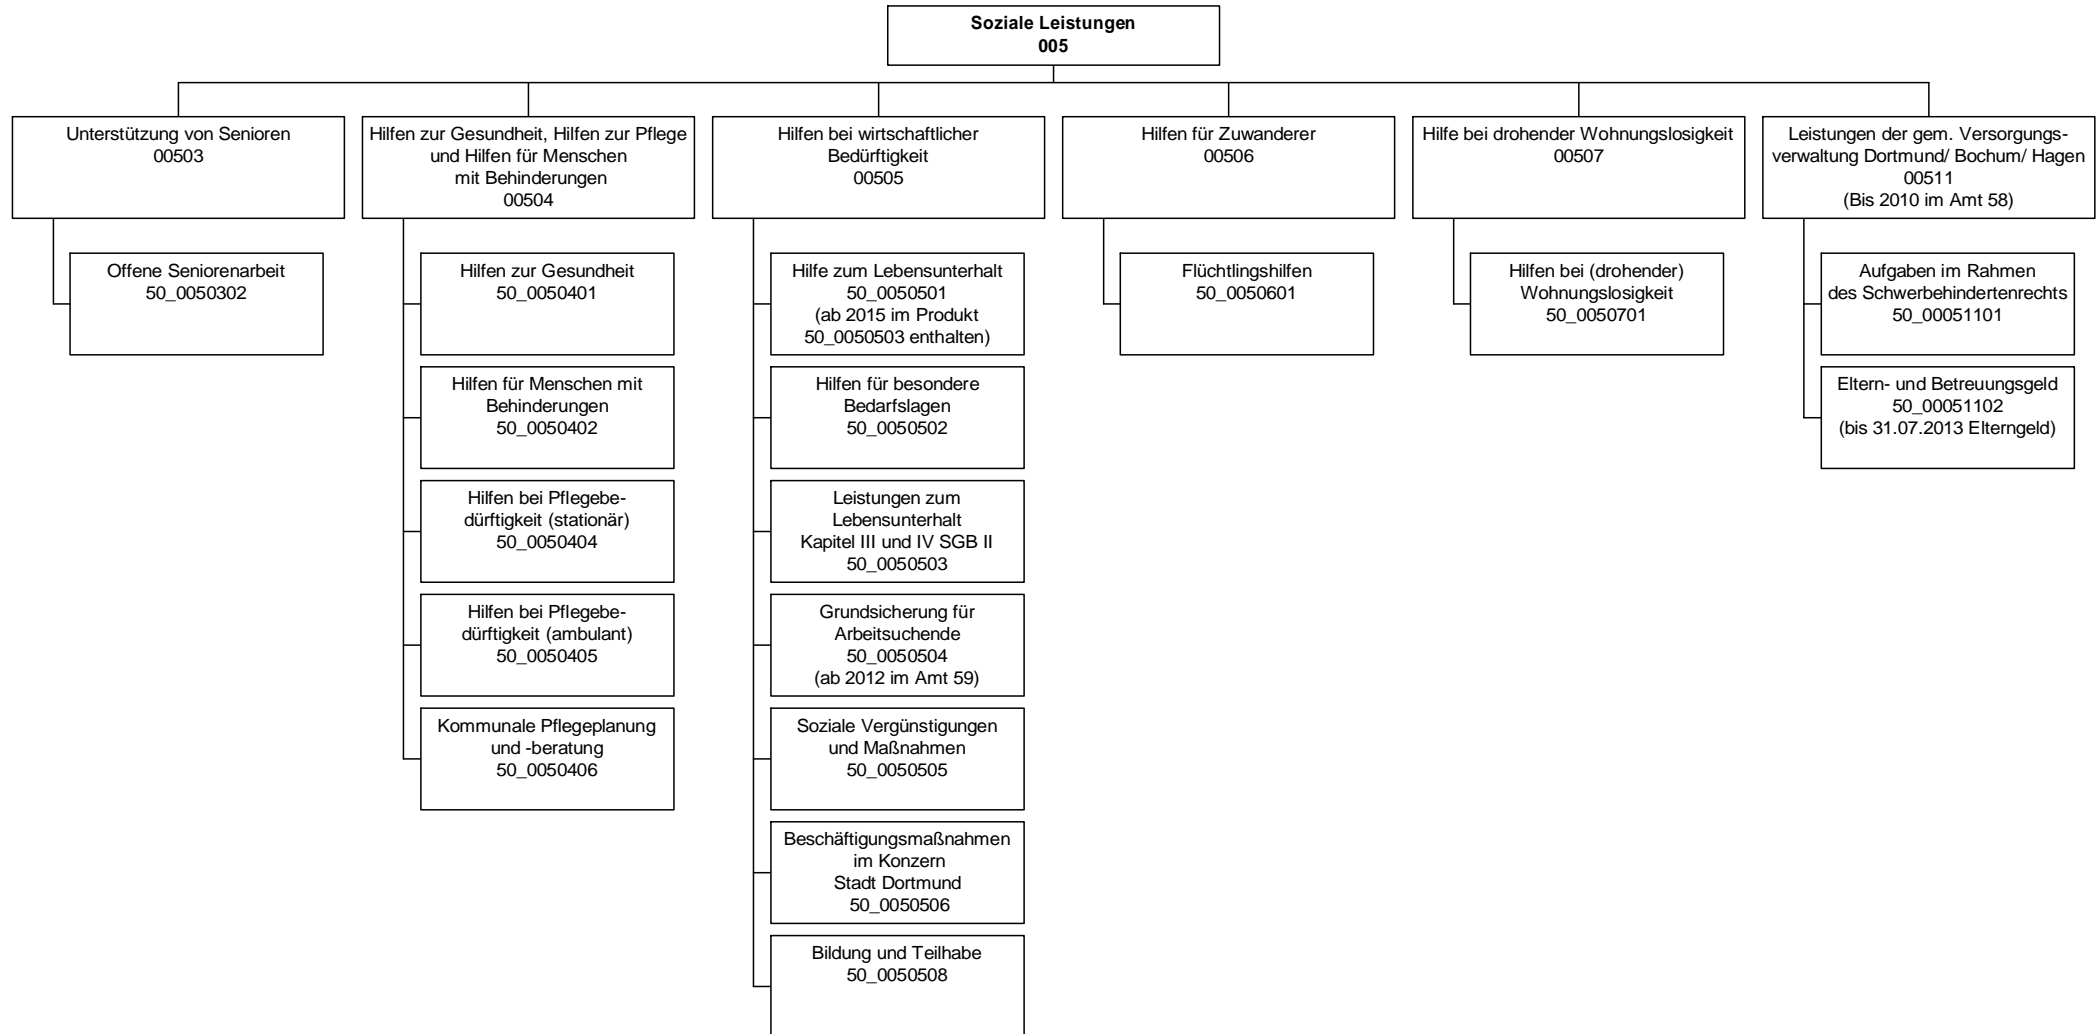 Soziale Leistungen
005
Unterstützung von Senioren
00503
Offene Seniorenarbeit
50_0050302
Hilfen zur Gesundheit, Hilfen zur Pflege
und Hilfen für Menschen
mit Behinderungen
00504
Hilfen zur Gesundheit
50_0050401
Hilfen für Menschen mit
Behinderungen
50_0050402
Hilfen bei Pflegebe-
dürftigkeit (stationär)
50_0050404
Hilfen bei Pflegebe-
dürftigkeit (ambulant)
50_0050405
Kommunale Pflegeplanung
und -beratung
50_0050406
Hilfen bei wirtschaftlicher
Bedürftigkeit
00505
Hilfe zum Lebensunterhalt
50_0050501
(ab 2015 im Produkt
50_0050503 enthalten)
Hilfen für besondere
Bedarfslagen
50_0050502
Leistungen zum
Lebensunterhalt
Kapitel III und IV SGB II
50_0050503
Grundsicherung für
Arbeitsuchende
50_0050504
(ab 2012 im Amt 59)
Soziale Vergünstigungen
und Maßnahmen
50_0050505
Beschäftigungsmaßnahmen
im Konzern
Stadt Dortmund
50_0050506
Bildung und Teilhabe
50_0050508
Hilfen für Zuwanderer
00506
Flüchtlingshilfen
50_0050601
Hilfe bei drohender Wohnungslosigkeit
00507
Hilfen bei (drohender)
Wohnungslosigkeit
50_0050701
Leistungen der gem. Versorgungs-
verwaltung Dortmund/ Bochum/ Hagen
00511
(Bis 2010 im Amt 58)
Aufgaben im Rahmen
des Schwerbehindertenrechts
50_00051101
Eltern- und Betreuungsgeld
50_00051102
(bis 31.07.2013 Elterngeld)